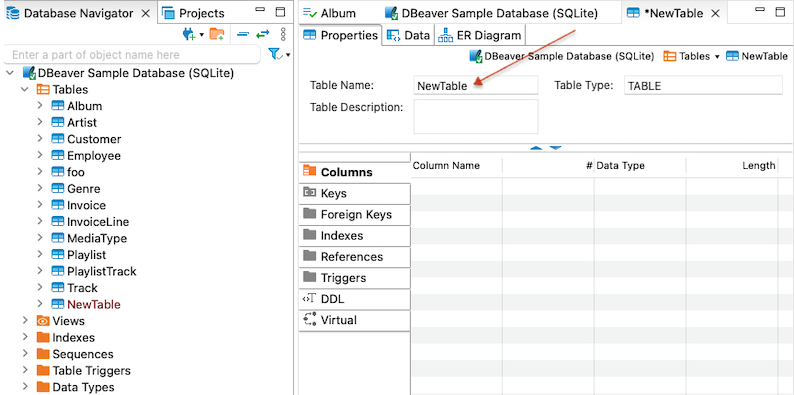 Database Navigator
Projects
Enter a part of object name here
DBeaver Sample Database (SQLite)
Tables
Album
Artist
Customer
Employee
foo
Genre
Invoice
InvoiceLine
MediaType
Playlist
PlaylistTrack
Track
NewTable
Views
Indexes
Sequences
Table Triggers
Data Types
Album
DBeaver Sample Database (SQLite)
*NewTable
Properties
Data
ER Diagram
DBeaver Sample Database (SQLite)
Tables
NewTable
Table Name:
NewTable
Table Type:
TABLE
Table Description:
Columns
Keys
Foreign Keys
Indexes
References
Triggers
DDL
Virtual
Column Name
#
Data Type
Length